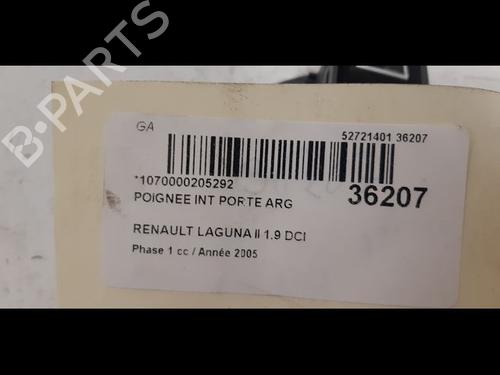 B-PARTS
GA
52721401 36207
*1070000205292
36207
POIGNEE INT PORTE ARG
RENAULT LAGUNA II 1.9 DCI
Phase 1 cc / Année 2005